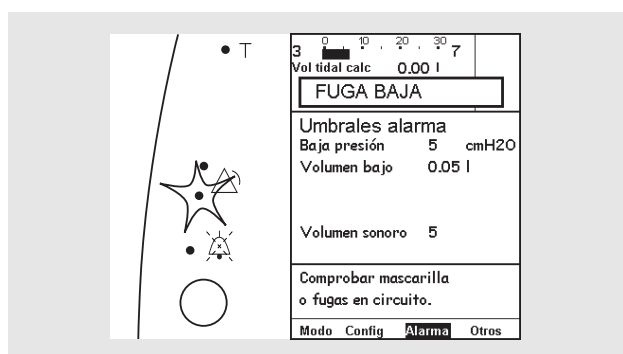 T
0 10 20 30
3 7
Vol tidal calc 0.00 l
FUGA BAJA
Umbrales alarma
Baja presión 5 cmH2O
Volumen bajo 0.05 l
Volumen sonoro 5
Comprobar mascarilla
o fugas en circuito.
Modo Config Alarma Otros